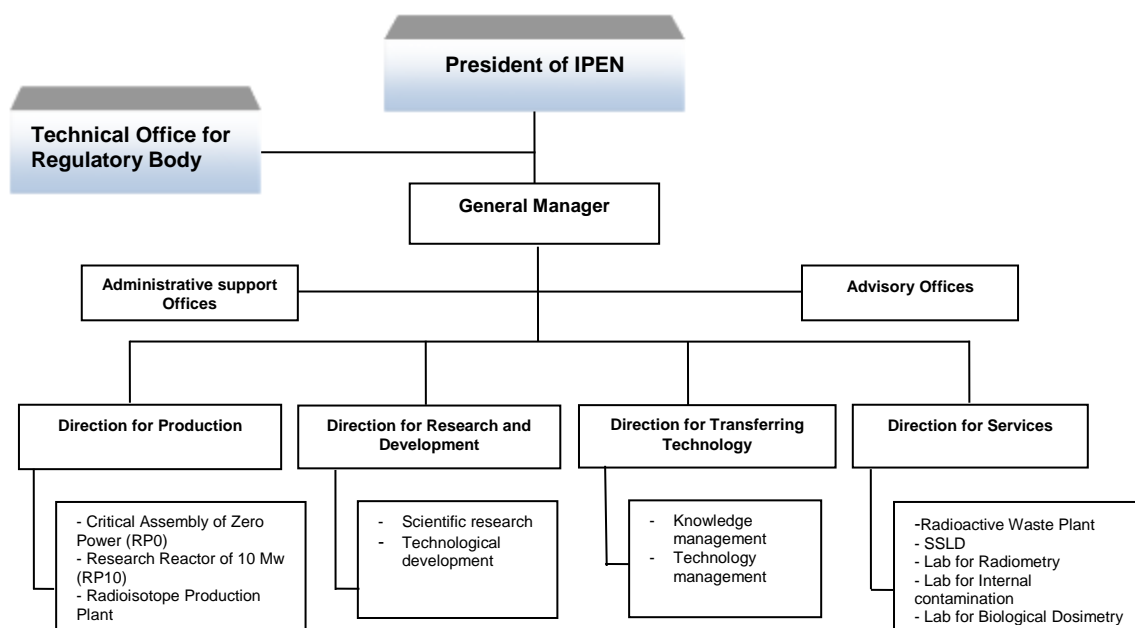 President of IPEN
Technical Office for
Regulatory Body
General Manager
Administrative support
Offices
Advisory Offices
Direction for Production
Direction for Research and
Development
Direction for Transferring
Technology
Direction for Services
- Critical Assembly of Zero
Power (RP0)
- Research Reactor of 10 Mw
(RP10)
- Radioisotope Production
Plant
- Scientific research
- Technological
development
- Knowledge
management
- Technology
management
-Radioactive Waste Plant
- SSLD
- Lab for Radiometry
- Lab for Internal
contamination
- Lab for Biological Dosimetry